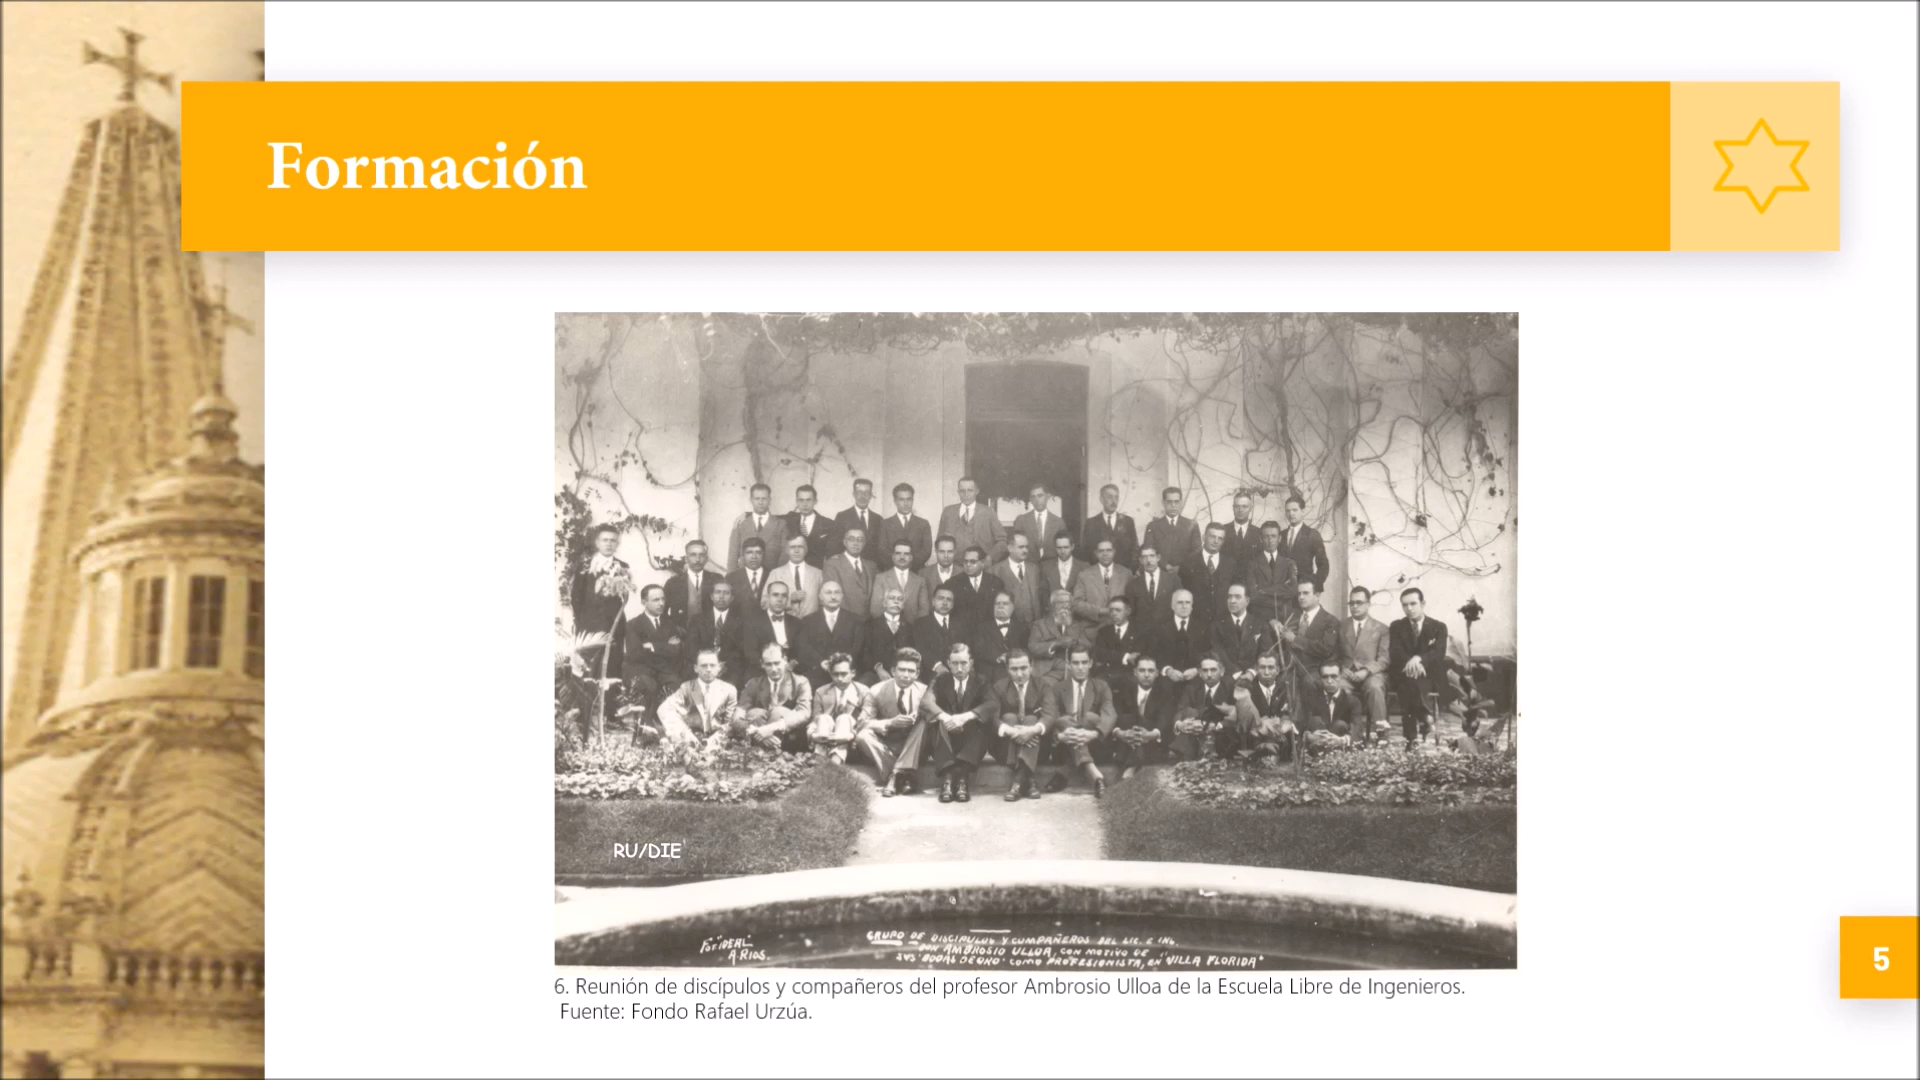 Formación
RU/DIE
Fot. "IDEAL"
A. RIOS.
GRUPO DE DISCIPULOS Y COMPAÑEROS DEL LIC. E ING.
DON AMBROSIO ULLOA, CON MOTIVO DE
SUS "BODAS DE ORO" COMO PROFESIONISTA, EN "VILLA FLORIDA"
6. Reunión de discípulos y compañeros del profesor Ambrosio Ulloa de la Escuela Libre de Ingenieros.
Fuente: Fondo Rafael Urzúa.
5